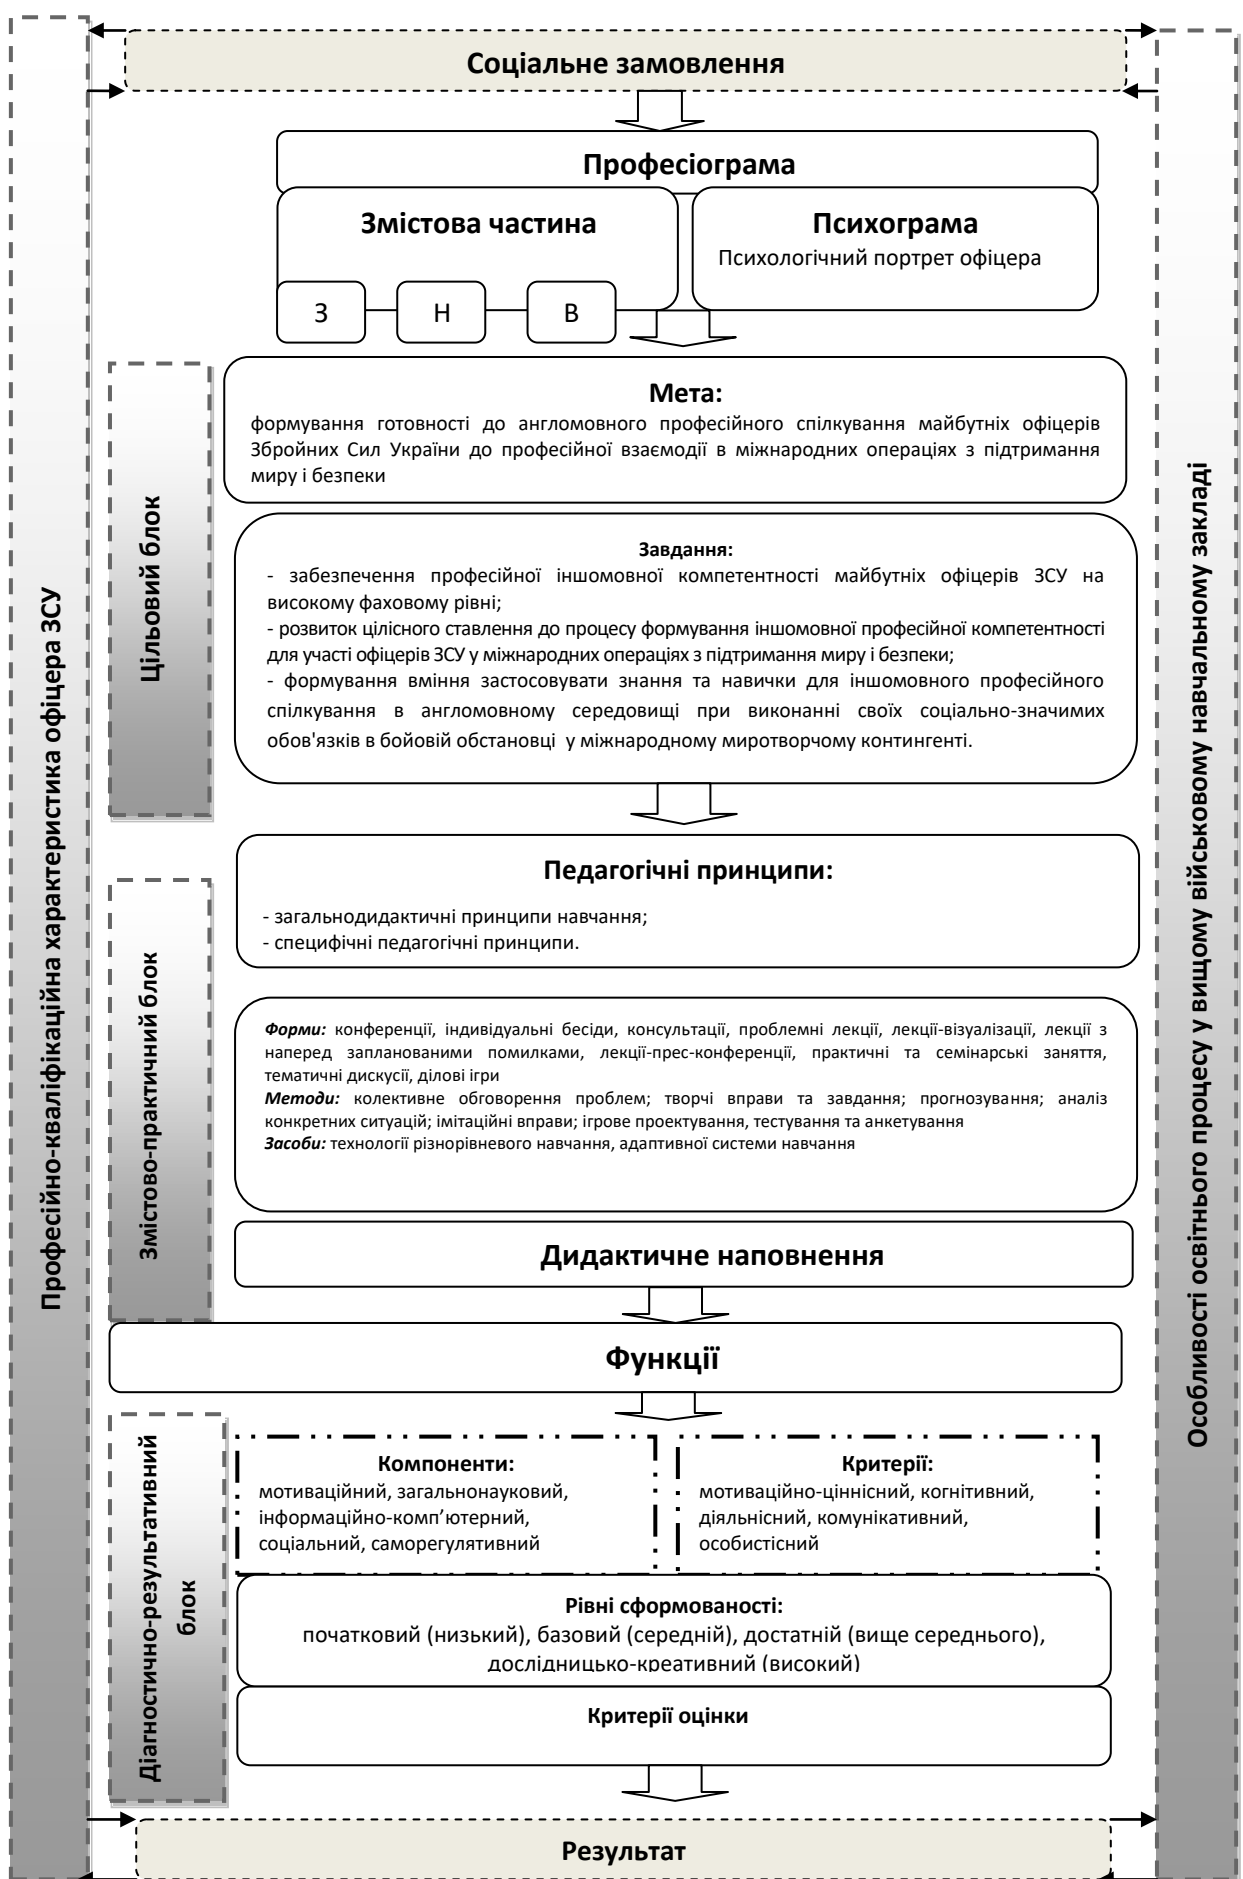 Соціальне замовлення
Професіограма
Змістова частина
Психограма
Психологічний портрет офіцера
З
Н
В
Професійно-кваліфікаційна характеристика офіцера ЗСУ
Особливості освітнього процесу у вищому військовому навчальному закладі
Цільовий блок
Мета:
формування готовності до англомовного професійного спілкування майбутніх офіцерів
Збройних Сил України до професійної взаємодії в міжнародних операціях з підтримання
миру і безпеки
Завдання:
- забезпечення професійної іншомовної компетентності майбутніх офіцерів ЗСУ на
високому фаховому рівні;
- розвиток цілісного ставлення до процесу формування іншомовної професійної компетентності
для участі офіцерів ЗСУ у міжнародних операціях з підтримання миру і безпеки;
- формування вміння застосовувати знання та навички для іншомовного професійного
спілкування в англомовному середовищі при виконанні своїх соціально-значимих
обов'язків в бойовій обстановці у міжнародному миротворчому контингенті.
Змістово-практичний блок
Педагогічні принципи:
- загальнодидактичні принципи навчання;
- специфічні педагогічні принципи.
Форми: конференції, індивідуальні бесіди, консультації, проблемні лекції, лекції-візуалізації, лекції з
наперед запланованими помилками, лекції-прес-конференції, практичні та семінарські заняття,
тематичні дискусії, ділові ігри
Методи: колективне обговорення проблем; творчі вправи та завдання; прогнозування; аналіз
конкретних ситуацій; імітаційні вправи; ігрове проектування, тестування та анкетування
Засоби: технології різнорівневого навчання, адаптивної системи навчання
Дидактичне наповнення
Функції
Діагностично-результативний
блок
Компоненти:
мотиваційний, загальнонауковий,
інформаційно-комп’ютерний,
соціальний, саморегулятивний
Критерії:
мотиваційно-ціннісний, когнітивний,
діяльнісний, комунікативний,
особистісний
Рівні сформованості:
початковий (низький), базовий (середній), достатній (вище середнього),
дослідницько-креативний (високий)
Критерії оцінки
Результат